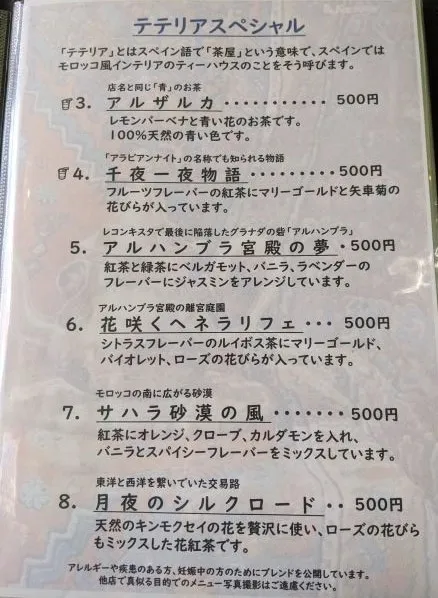 テテリアスペシャル
「テテリア」とはスペイン語で「茶屋」という意味で、スペインでは
モロッコ風インテリアのティーハウスのことをそう呼びます。
店名と同じ「青」のお茶
3. アルザルカ・・・・・・・・・・・500円
レモンバーベナと青い花のお茶です。
100%天然の青い色です。
「アラビアンナイト」の名称でも知られる物語
4. 千夜一夜物語・・・・・・・・・500円
フルーツフレーバーの紅茶にマリーゴールドと矢車菊の
花びらが入っています。
レコンキスタで最後に陥落したグラナダの砦「アルハンブラ」
5. アルハンブラ宮殿の夢・500円
紅茶と緑茶にベルガモット、バニラ、ラベンダーの
フレーバーにジャスミンをアレンジしています。
アルハンブラ宮殿の離宮庭園
6. 花咲くヘネラリフェ・・・ 500円
シトラスフレーバーのルイボス茶にマリーゴールド、
バイオレット、ローズの花びらが入っています。
モロッコの南に広がる砂漠
7. サハラ砂漠の風・・・・・・・500円
紅茶にオレンジ、クローブ、カルダモンを入れ、
バニラとスパイシーフレーバーをミックスしています。
東洋と西洋を繋いでいた交易路
8. 月夜のシルクロード・・500円
天然のキンモクセイの花を贅沢に使い、ローズの花びら
もミックスした花紅茶です。
アレルギーや疾患のある方、妊娠中の方のためにブレンドを公開しています。
他店で真似る目的でのメニュー写真撮影はご遠慮ください。